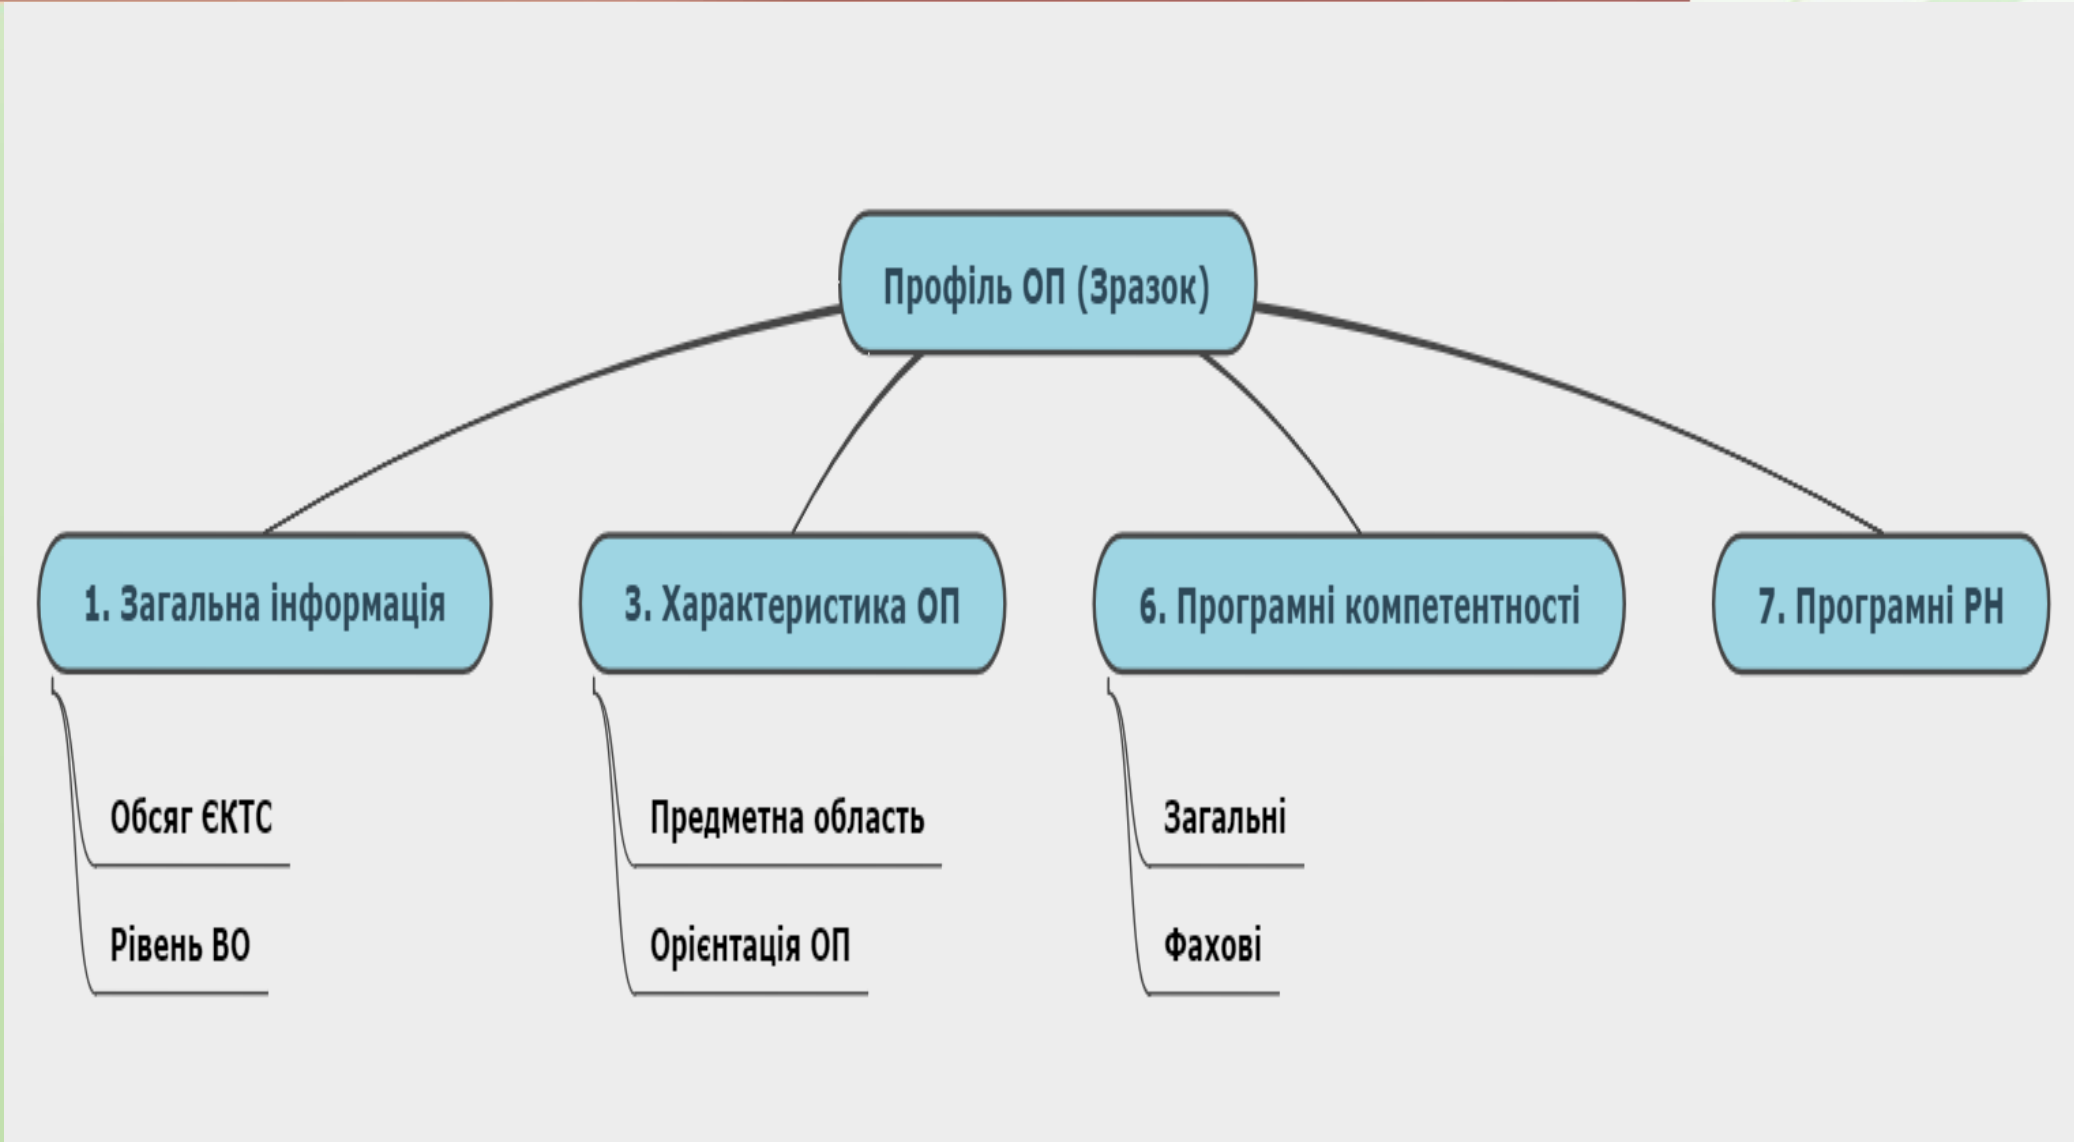 Профіль ОП (Зразок)
1. Загальна інформація
3. Характеристика ОП
6. Програмні компетентності
7. Програмні РН
Обсяг ЄКТС
Предметна область
Загальні
Рівень ВО
Орієнтація ОП
Фахові